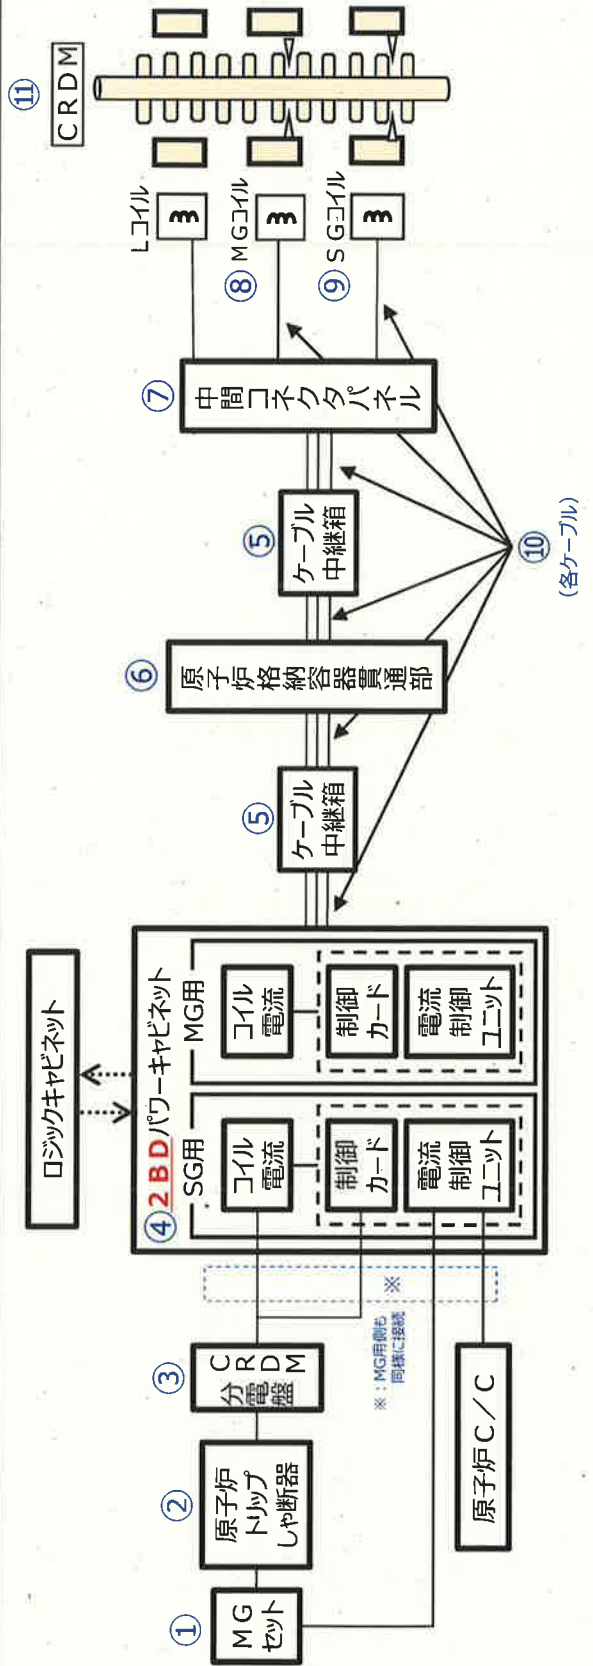 ロジックキャビネット
④2BDパワーキャビネット
SG用
MG用
コイル
電流
コイル
電流
制御
カード
制御
カード
電流
制御
ユニット
電流
制御
ユニット
①
MG
セット
②
原子炉
トリップ
しゃ断器
③
CRDM
分電盤
※
※：MG用側も
同様に接続
原子炉C／C
⑤
ケーブル
中継箱
⑥
原子炉格納容器貫通部
⑤
ケーブル
中継箱
⑦
中間
コネクタパネル
Lコイル
⑧ MGコイル
⑨ SGコイル
⑩
(各ケーブル)
⑪
CRDM